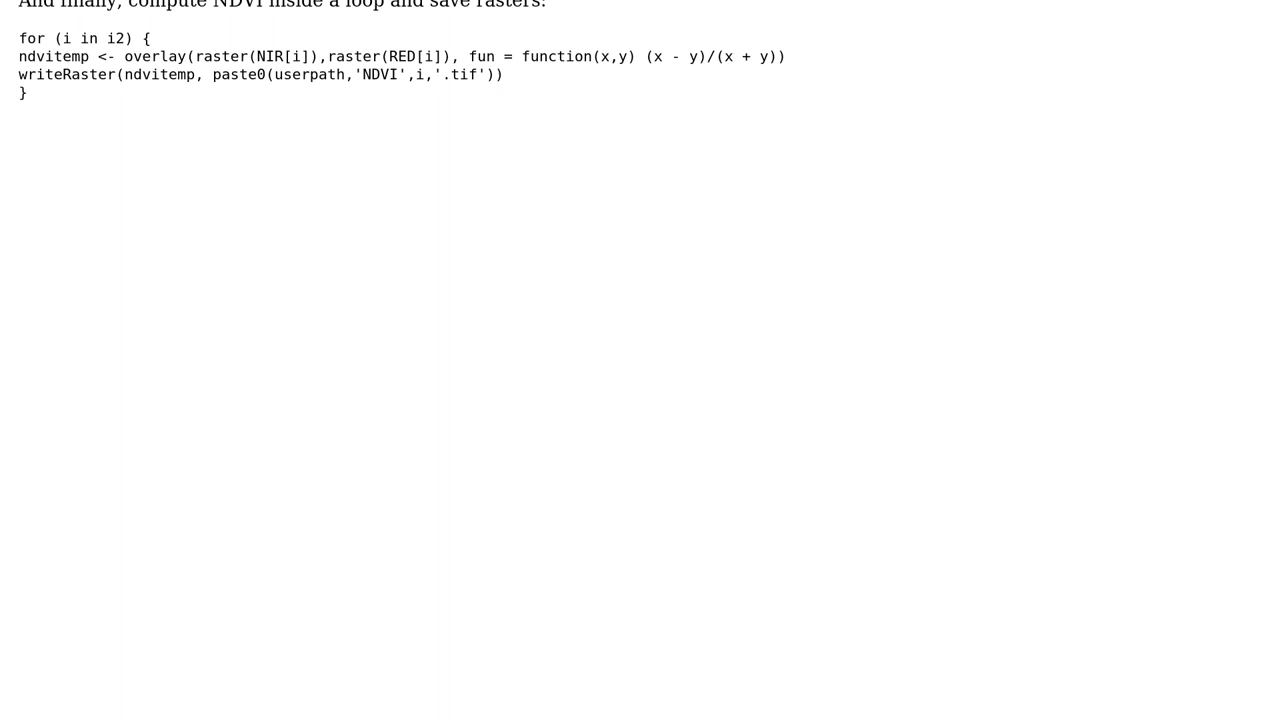 And finally, compute NDVI inside a loop and save rasters:
for (i in i2) {
ndvitemp <- overlay(raster(NIR[i]),raster(RED[i]), fun = function(x,y) (x - y)/(x + y))
writeRaster(ndvitemp, paste0(userpath,'NDVI',i,'.tif'))
}